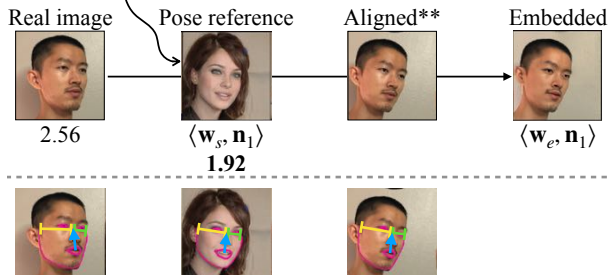 Real image Pose reference Aligned** Embedded
2.56 ⟨w_s, n_1⟩ ⟨w_e, n_1⟩
1.92